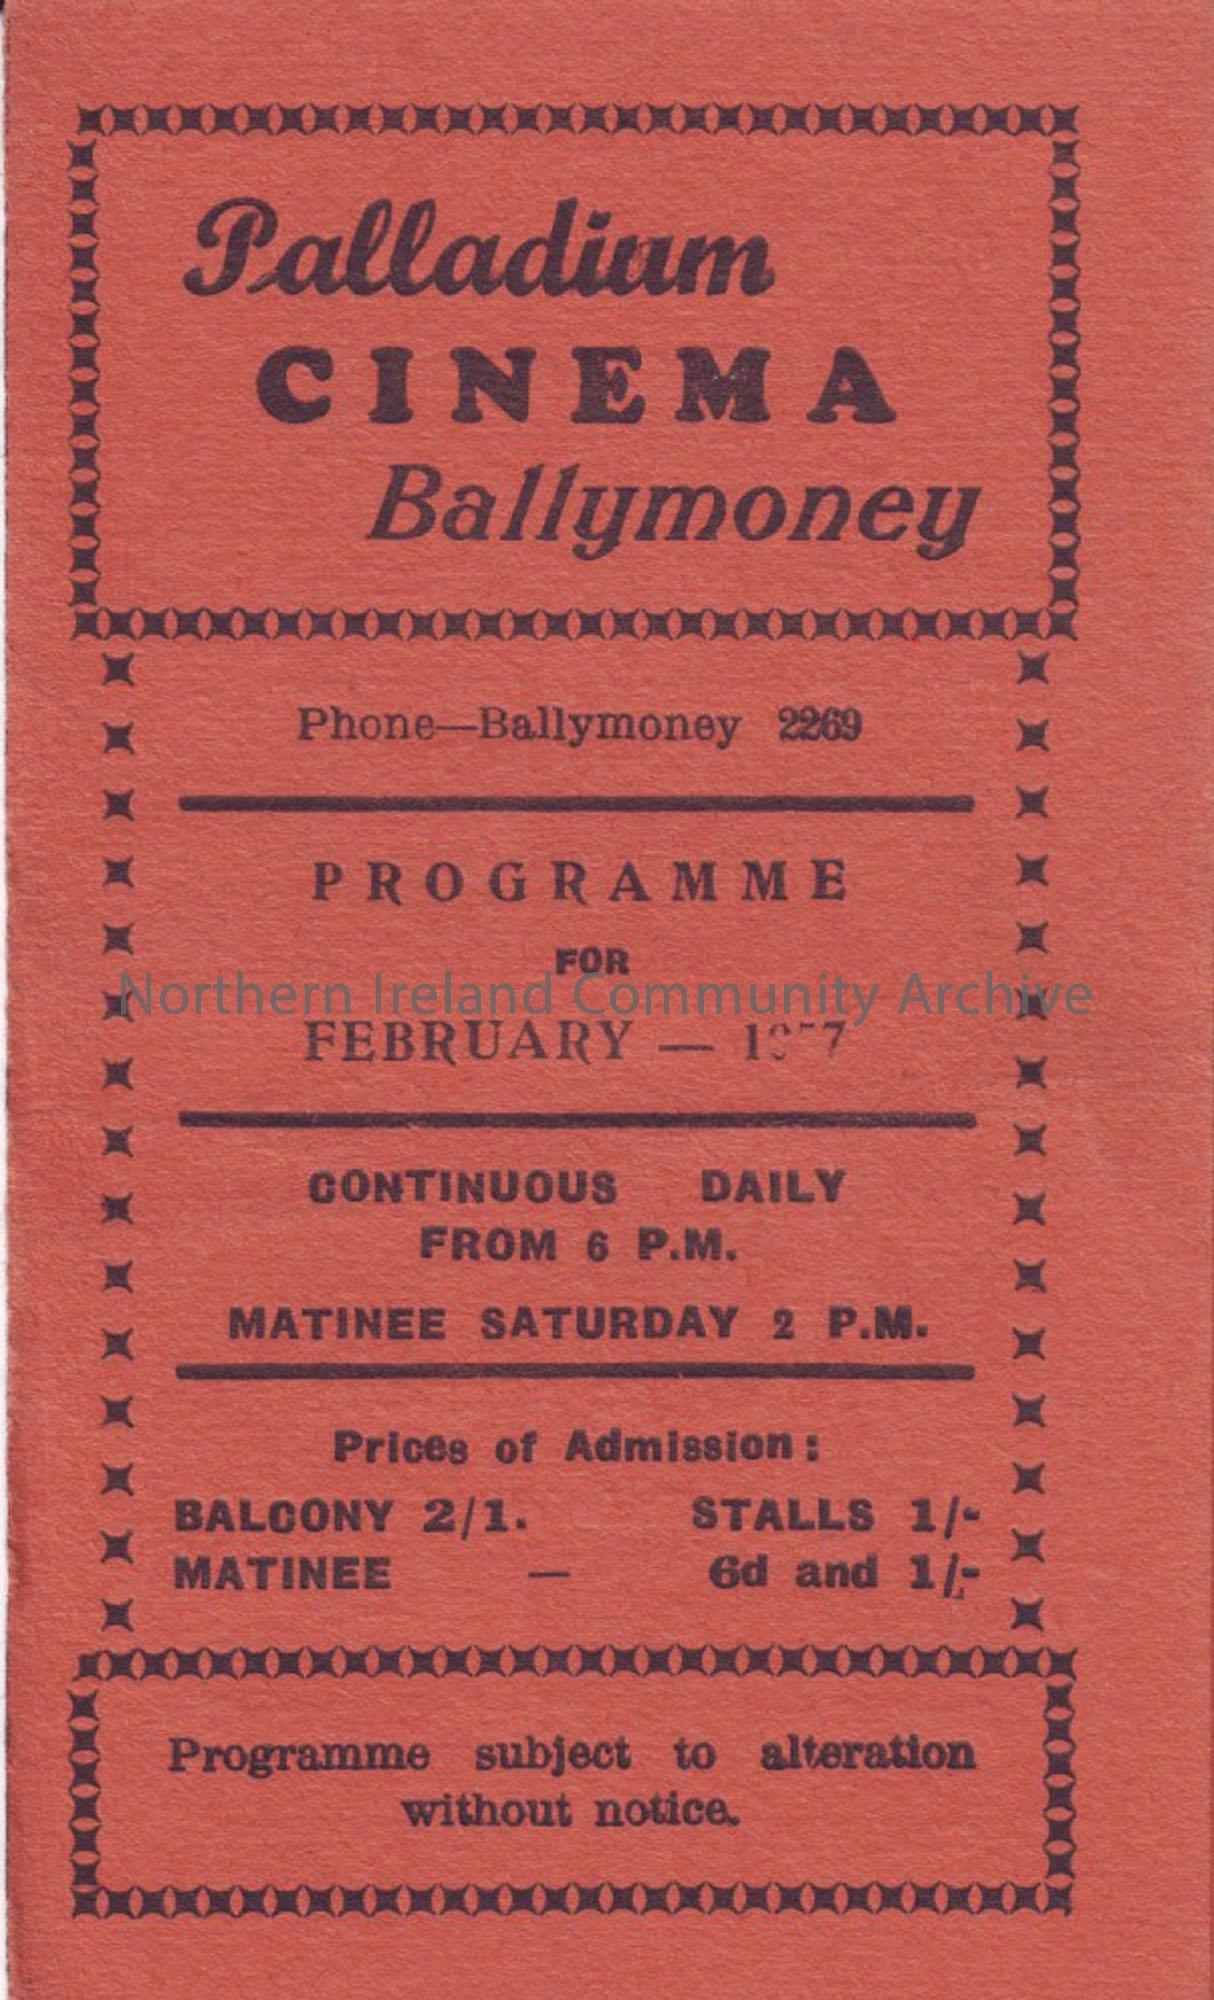 Palladium
CINEMA
Ballymoney
Phone—Ballymoney 2269
PROGRAMME
FOR
Northern Ireland Community Archive
FEBRUARY —
CONTINUOUS DAILY
FROM 6 P.M.
MATINEE SATURDAY 2 P.M.
Prices of Admission :
BALCONY 2/1. STALLS 1/-
MATINEE — 6d and 1/-
Programme subject to alteration
without notice.